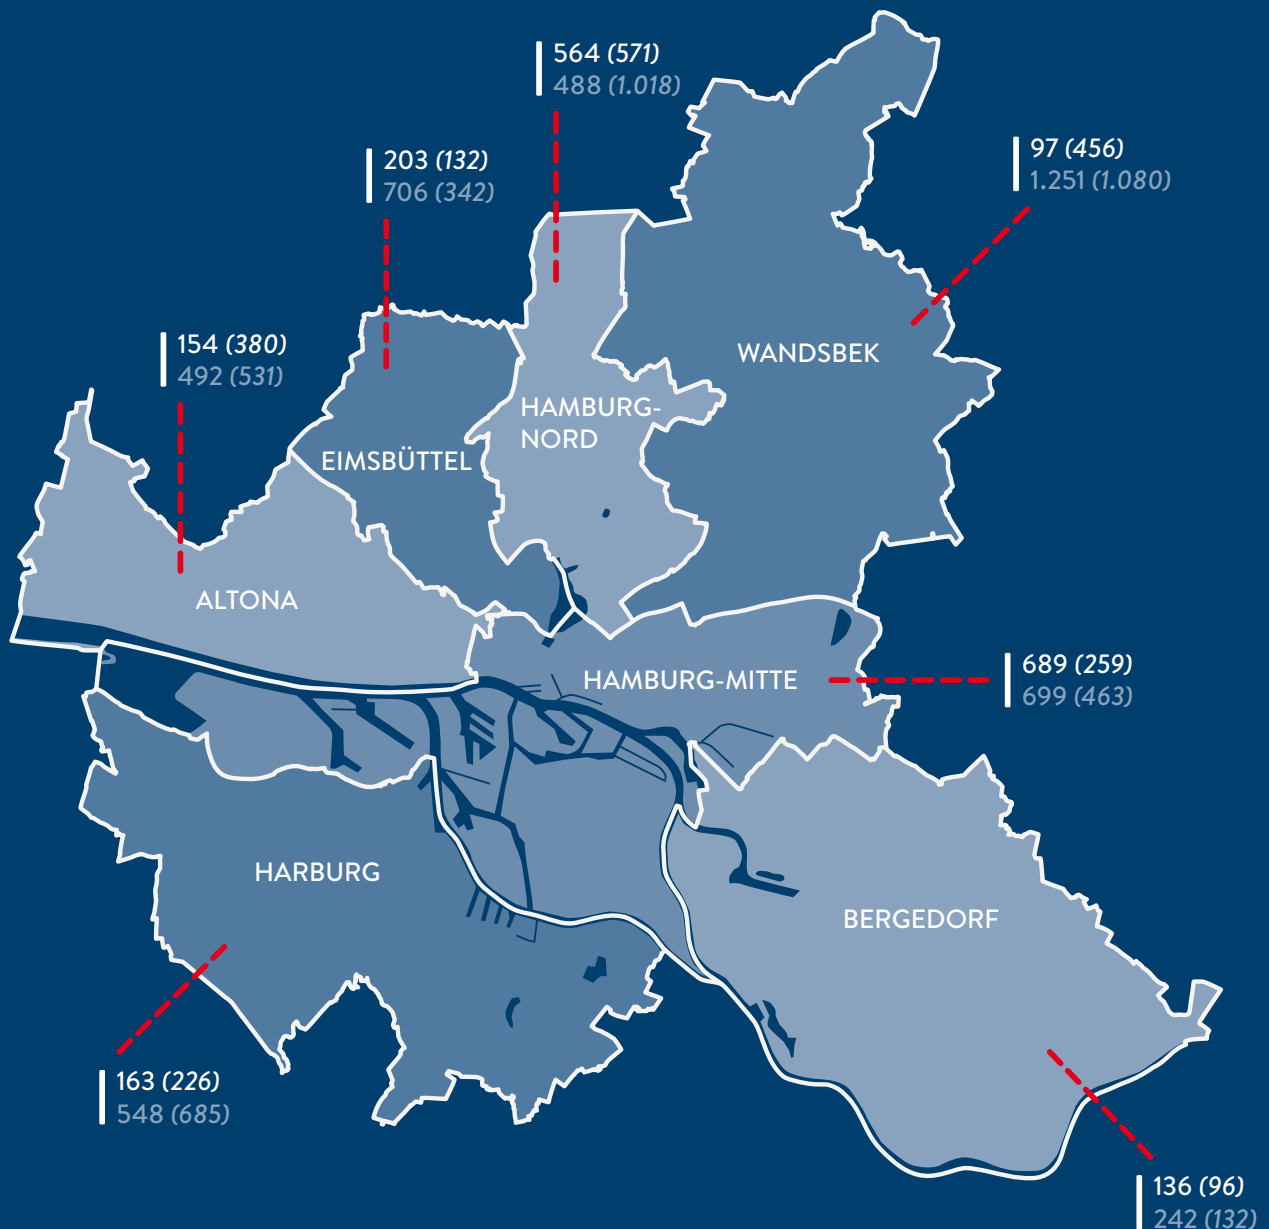 564 (571)
488 (1.018)
203 (132)
706 (342)
97 (456)
1.251 (1.080)
154 (380)
492 (531)
WANDSBEK
HAMBURG-
NORD
EIMSBÜTTEL
ALTONA
HAMBURG-MITTE
689 (259)
699 (463)
HARBURG
BERGEDORF
163 (226)
548 (685)
136 (96)
242 (132)